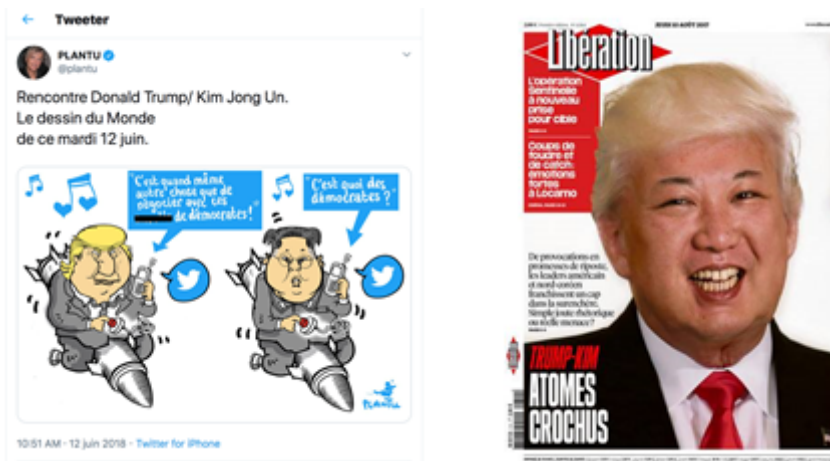 Tweeter
PLANTU
@plantu
Rencontre Donald Trump/ Kim Jong Un.
Le dessin du Monde
de ce mardi 12 juin.
"C'est quand même
autre chose que de
négocier avec ces
de démocrates!"
"C'est quoi des
démocrates ?"
PLANTU
10:51 AM · 12 juin 2018 · Twitter for iPhone
JEUDI 10 AOÛT 2017
Libération
L'opération
Sentinelle
à nouveau
prise
pour cible
Coups de
foudre et
de catch:
émotions
fortes
à Locarno
De provocations en
promesses de riposte,
les leaders américain
et nord-coréen
franchissent un cap
dans la surenchère.
Simple joute rhétorique
ou réelle menace?
TRUMP-KIM
ATOMES
CROCHUS